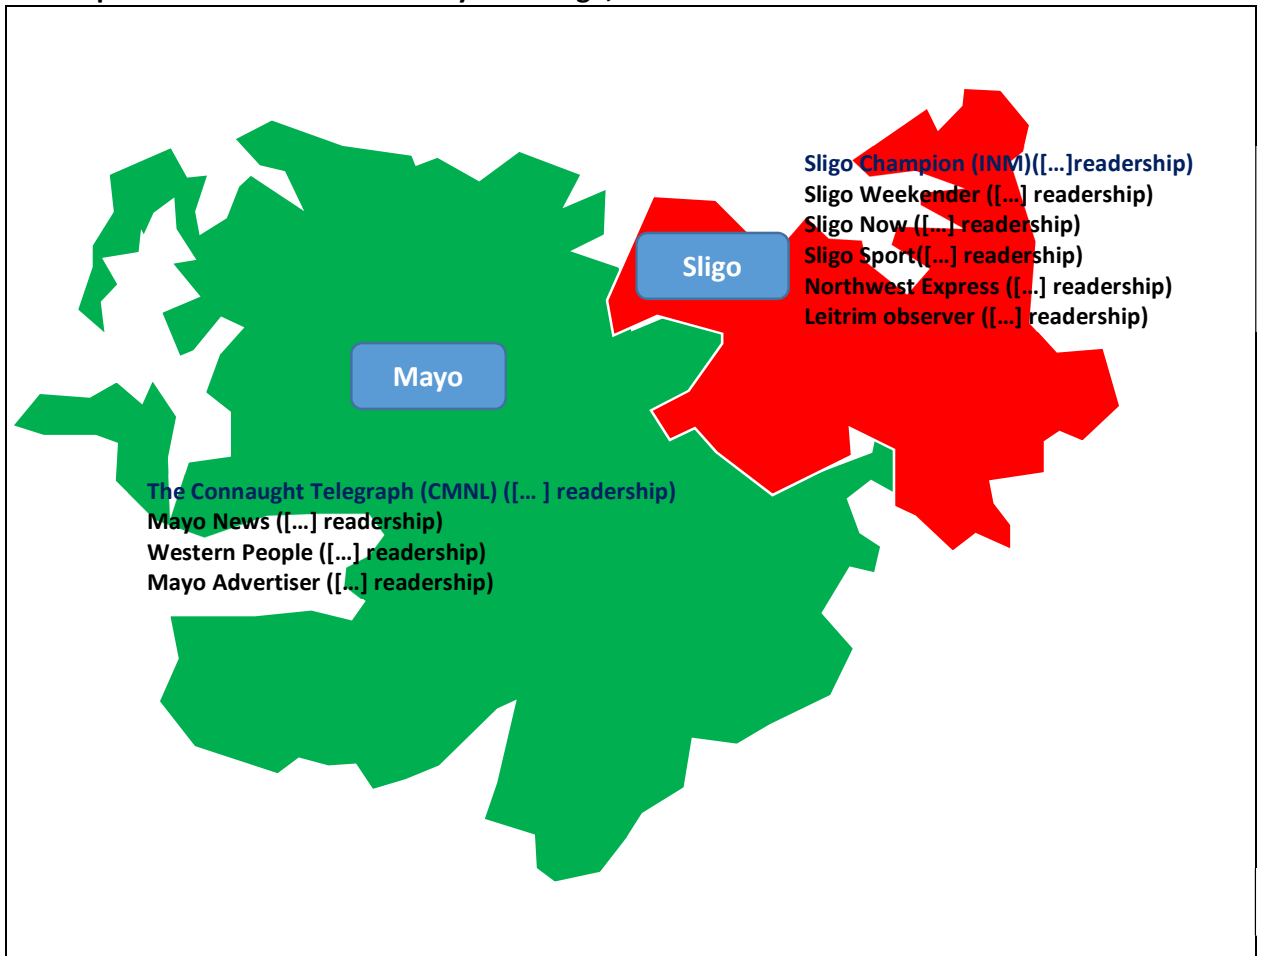 Sligo Champion (INM)([...]readership)
Sligo Weekender ([...] readership)
Sligo Now ([...] readership)
Sligo Sport([...] readership)
Northwest Express ([...] readership)
Leitrim observer ([...] readership)
Sligo
Mayo
The Connaught Telegraph (CMNL) ([... ] readership)
Mayo News ([...] readership)
Western People ([...] readership)
Mayo Advertiser ([...] readership)